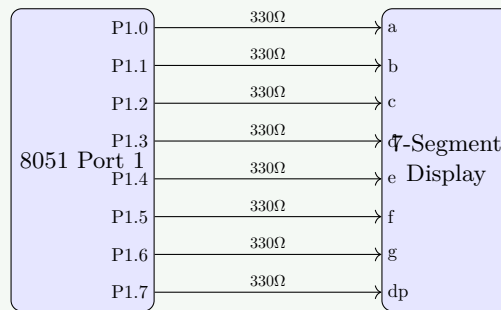 P1.0 330Ω a
P1.1 330Ω b
P1.2 330Ω c
P1.3 330Ω d
8051 Port 1
7-Segment
Display
P1.4 330Ω e
P1.5 330Ω f
P1.6 330Ω g
P1.7 330Ω dp